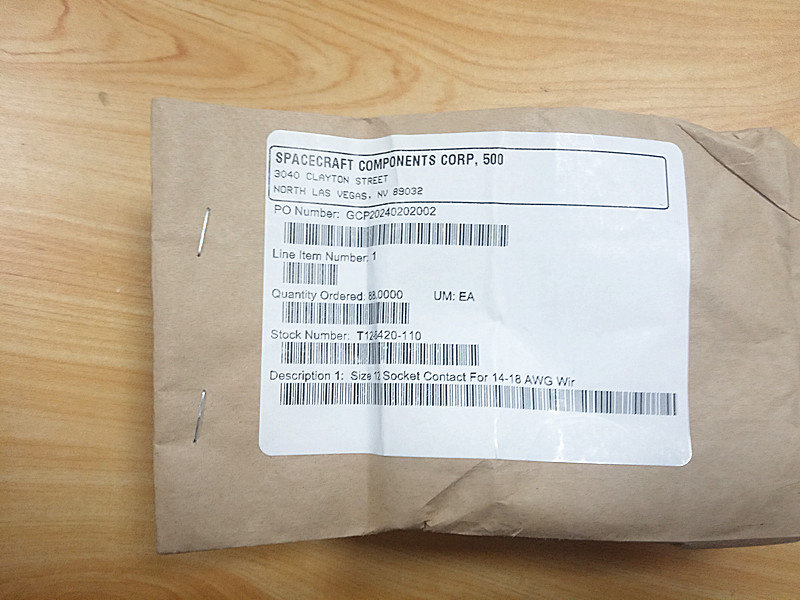 SPACECRAFT COMPONENTS CORP, 500
3040 CLAYTON STREET
NORTH LAS VEGAS, NV 89032
PO Number: GCP20240202002
Line Item Number: 1
Quantity Ordered: 88.0000 UM: EA
Stock Number: T128420-110
Description 1: Size 12 Socket Contact For 14-18 AWG Wir